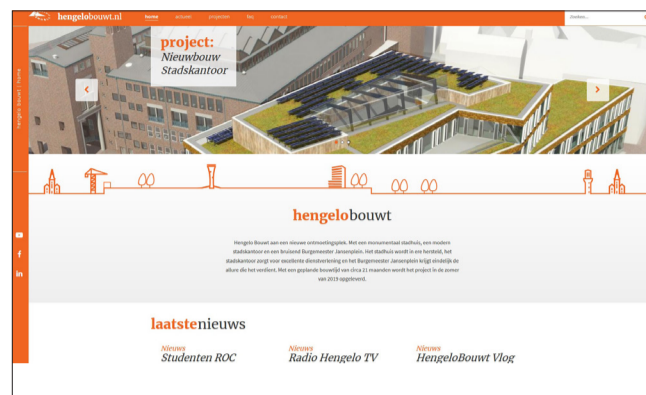 hengelobouwt.nl
home actueel projecten faq contact
Zoeken...
hengelo bouwt | home
project:
Nieuwbouw
Stadskantoor
hengelobouwt
Hengelo Bouwt aan een nieuwe ontmoetingsplek. Met een monumentaal stadhuis, een modern
stadskantoor en een bruisend Burgemeester Jansenplein. Het stadhuis wordt in ere hersteld, het
stadskantoor zorgt voor excellente dienstverlening en het Burgemeester Jansenplein krijgt eindelijk de
allure die het verdient. Met een geplande bouwtijd van circa 21 maanden wordt het project in de zomer
van 2019 opgeleverd.
laatstenieuws
Nieuws
Studenten ROC
Nieuws
Radio Hengelo TV
Nieuws
HengeloBouwt Vlog